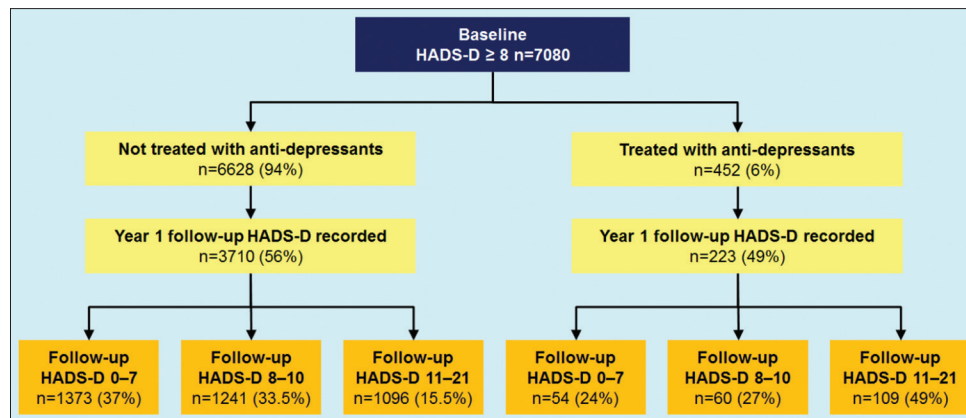 Baseline
HADS-D ≥ 8 n=7080
Not treated with anti-depressants
n=6628 (94%)
Treated with anti-depressants
n=452 (6%)
Year 1 follow-up HADS-D recorded
n=3710 (56%)
Year 1 follow-up HADS-D recorded
n=223 (49%)
Follow-up
HADS-D 0–7
n=1373 (37%)
Follow-up
HADS-D 8–10
n=1241 (33.5%)
Follow-up
HADS-D 11–21
n=1096 (15.5%)
Follow-up
HADS-D 0–7
n=54 (24%)
Follow-up
HADS-D 8–10
n=60 (27%)
Follow-up
HADS-D 11–21
n=109 (49%)